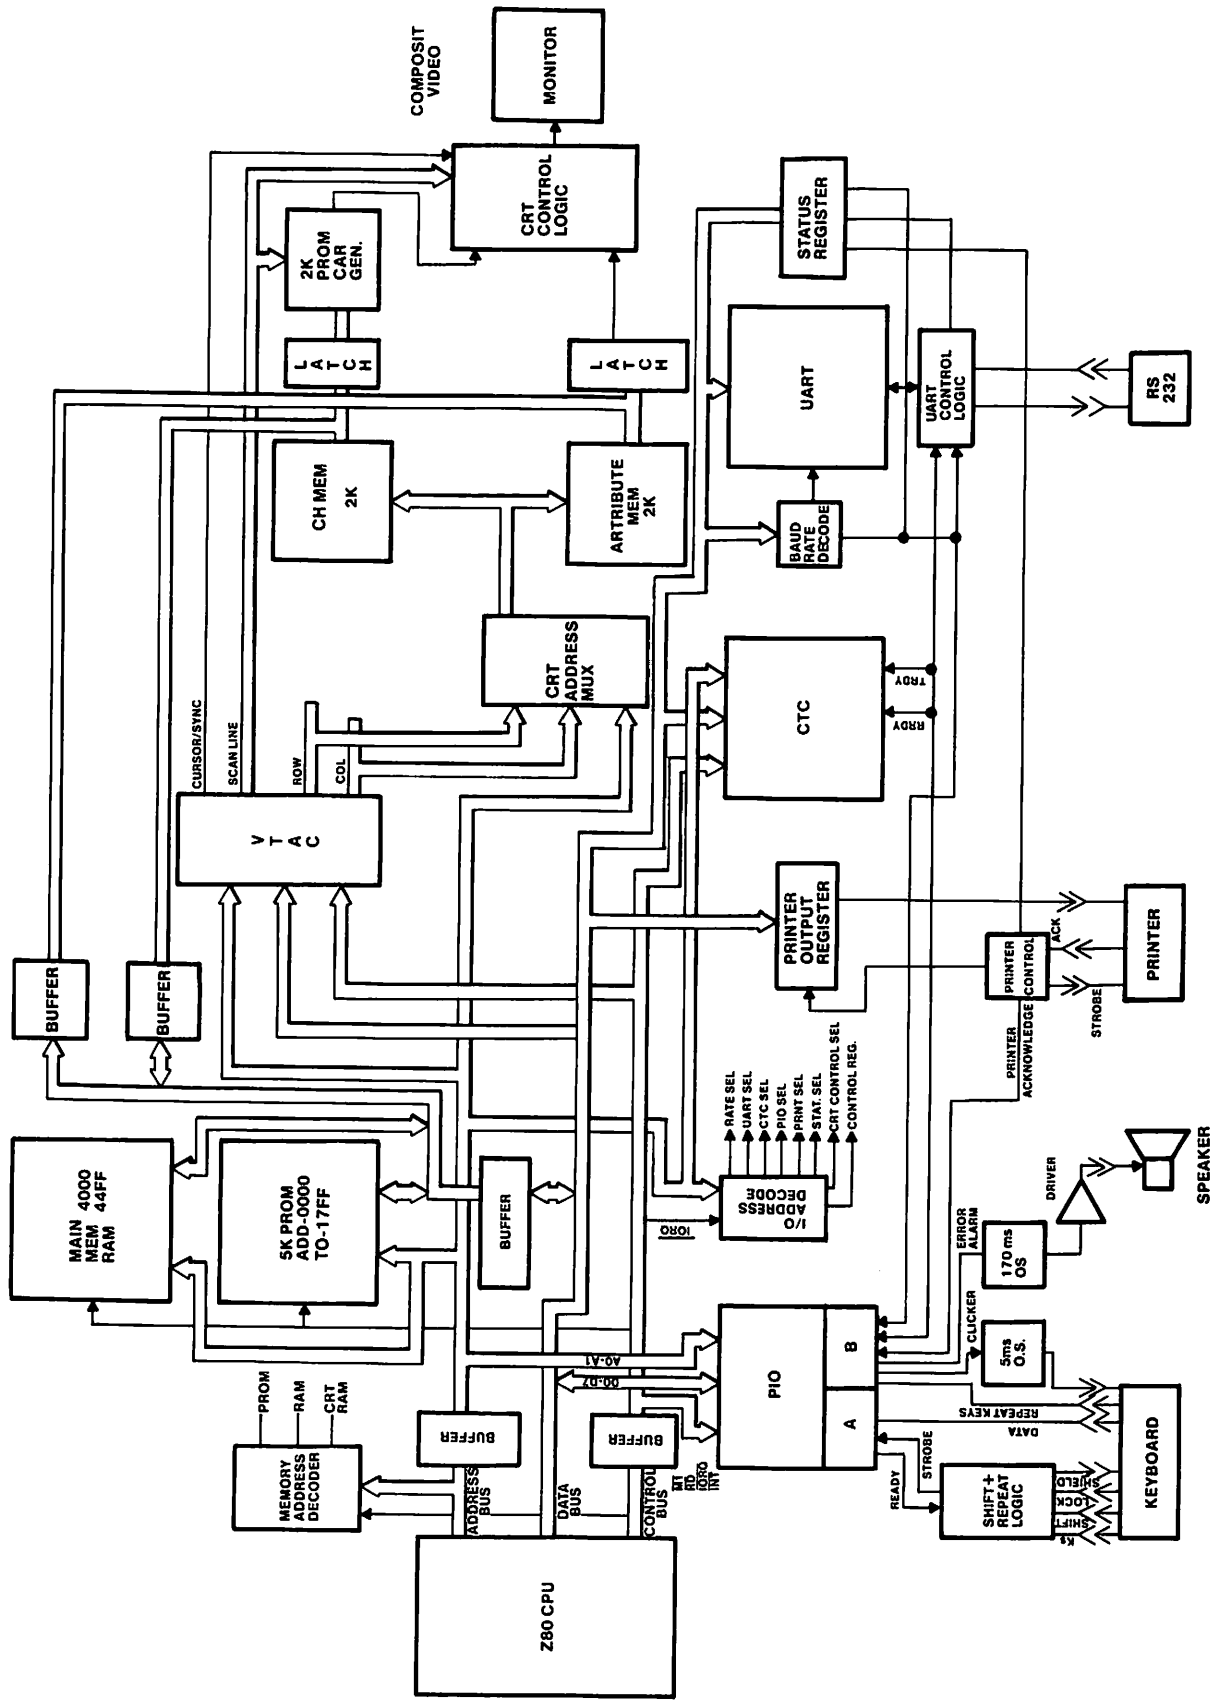 Z80 CPU
MEMORY
ADDRESS
DECODER
PROM
RAM
CRT
RAM
ADDRESS
BUS
DATA
BUS
CONTROL
BUS
BUFFER
BUFFER
M1
RD
IORQ
INT
MAIN 4000
MEM 44FF
RAM
5K PROM
ADD-0000
TO-17FF
BUFFER
BUFFER
BUFFER
V
T
A
C
CURSOR/SYNC
SCAN LINE
ROW
COL
CRT
ADDRESS
MUX
CH MEM
2K
ARTRIBUTE
MEM
2K
L
A
T
C
H
L
A
T
C
H
2K
PROM
CAR
GEN.
CRT
CONTROL
LOGIC
COMPOSIT
VIDEO
MONITOR
D0-D7
A0-A1
PIO
A
B
IORQ
I/O
ADDRESS
DECODE
RATE SEL
UART SEL
CTC SEL
PIO SEL
PRNT SEL
STAT. SEL
CRT CONTROL SEL
CONTROL REG.
PRINTER
OUTPUT
REGISTER
CTC
RRDY
TRDY
BAUD
RATE
DECODE
UART
STATUS
REGISTER
UART
CONTROL
LOGIC
RS
232
READY
STROBE
SHIFT +
REPEAT
LOGIC
Ks
SHIFT
LOCK
SHIELD
DATA
REPEAT KEYS
KEYBOARD
CLICKER
5ms
O.S.
ERROR
ALARM
170 ms
OS
DRIVER
SPEAKER
PRINTER
ACKNOWLEDGE
PRINTER
CONTROL
STROBE
ACK
PRINTER